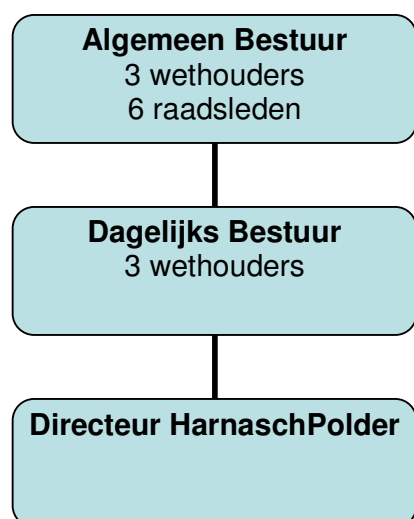 Algemeen Bestuur
3 wethouders
6 raadsleden
Dagelijks Bestuur
3 wethouders
Directeur HarnaschPolder